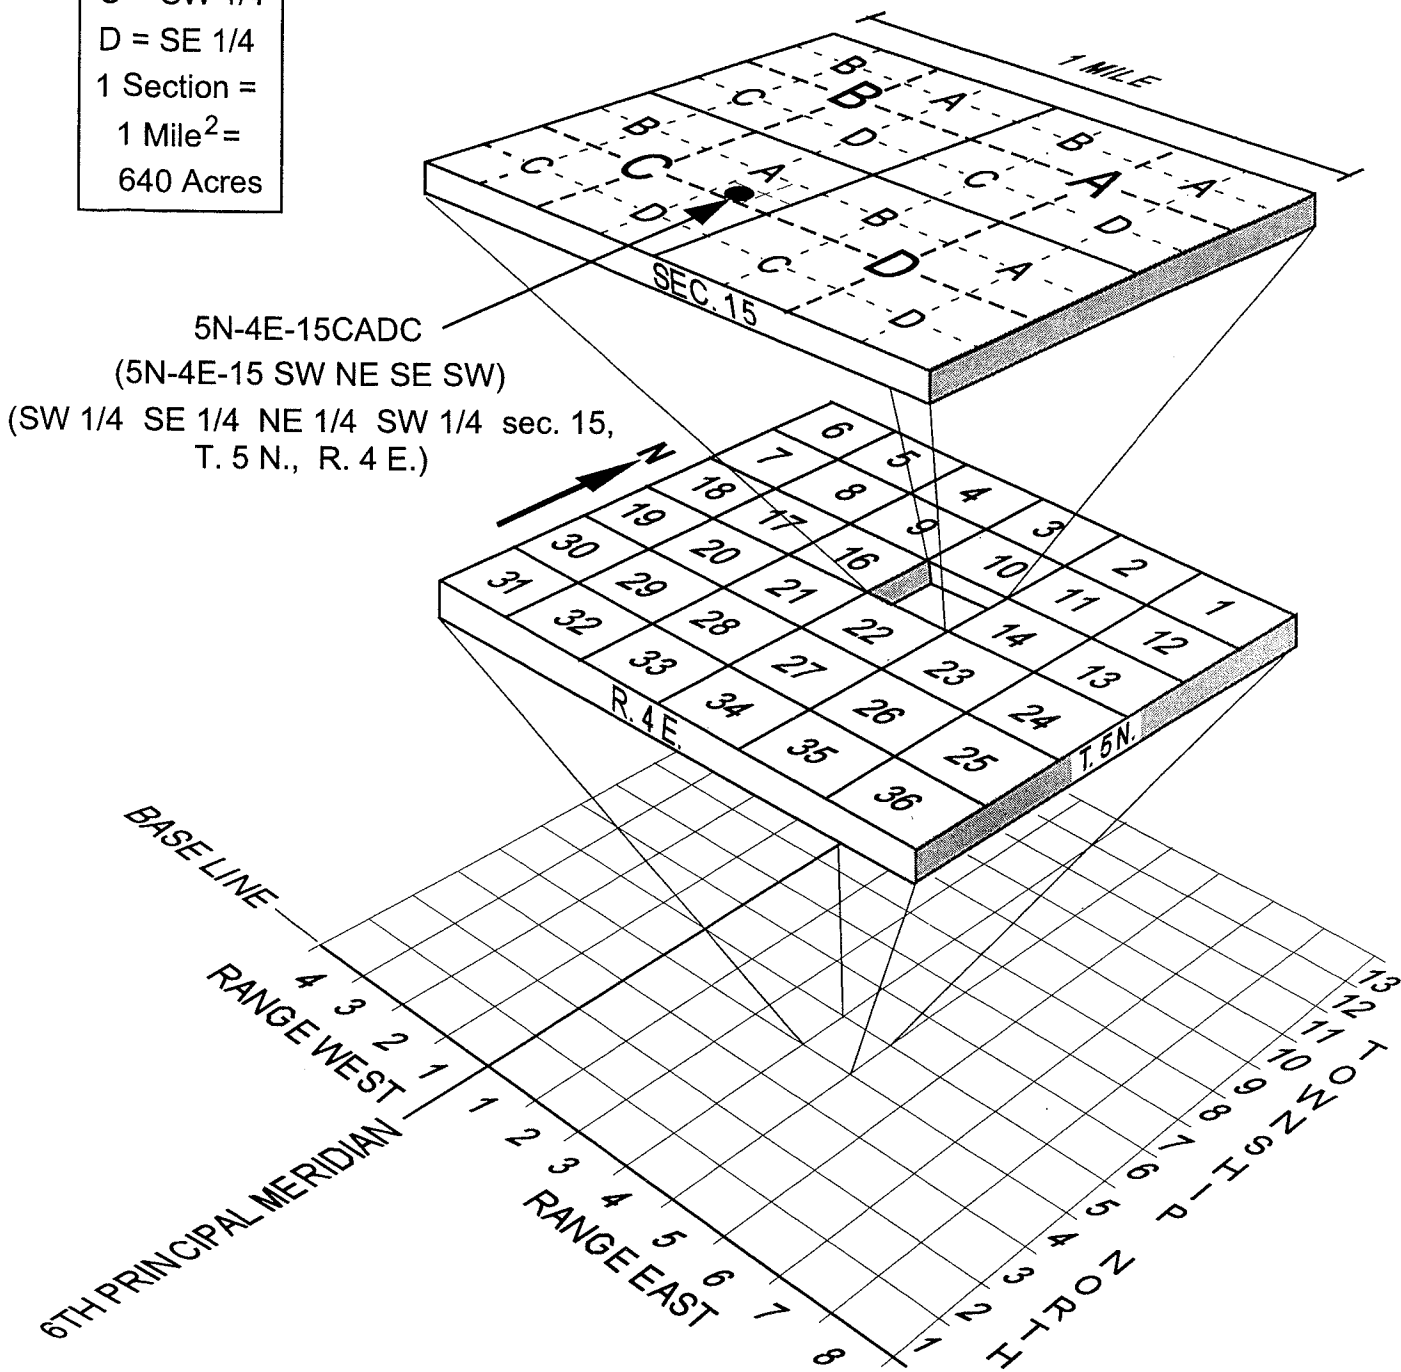 D = SE 1/4
1 Section =
1 Mile2 =
640 Acres
1 MILE
B
B
A
C
B
D
B
A
A
C
A
C
C
A
B
D
D
D
A
C
D
SEC. 15
5N-4E-15CADC
(5N-4E-15 SW NE SE SW)
(SW 1/4 SE 1/4 NE 1/4 SW 1/4 sec. 15,
T. 5 N., R. 4 E.)
N
6 5 4 3 2 1
7 8 9 10 11 12
18 17 16 14 13
19 20 21 22 23 24
30 29 28 27 26 25
31 32 33 34 35 36
R. 4 E.
T. 5 N.
BASE LINE
4 3 2 1
RANGE WEST
6TH PRINCIPAL MERIDIAN
1 2 3 4 5 6 7 8
RANGE EAST
13
12
11
10
9
8
7
6
5
4
3
2
1
TOWNSHIP NORTH